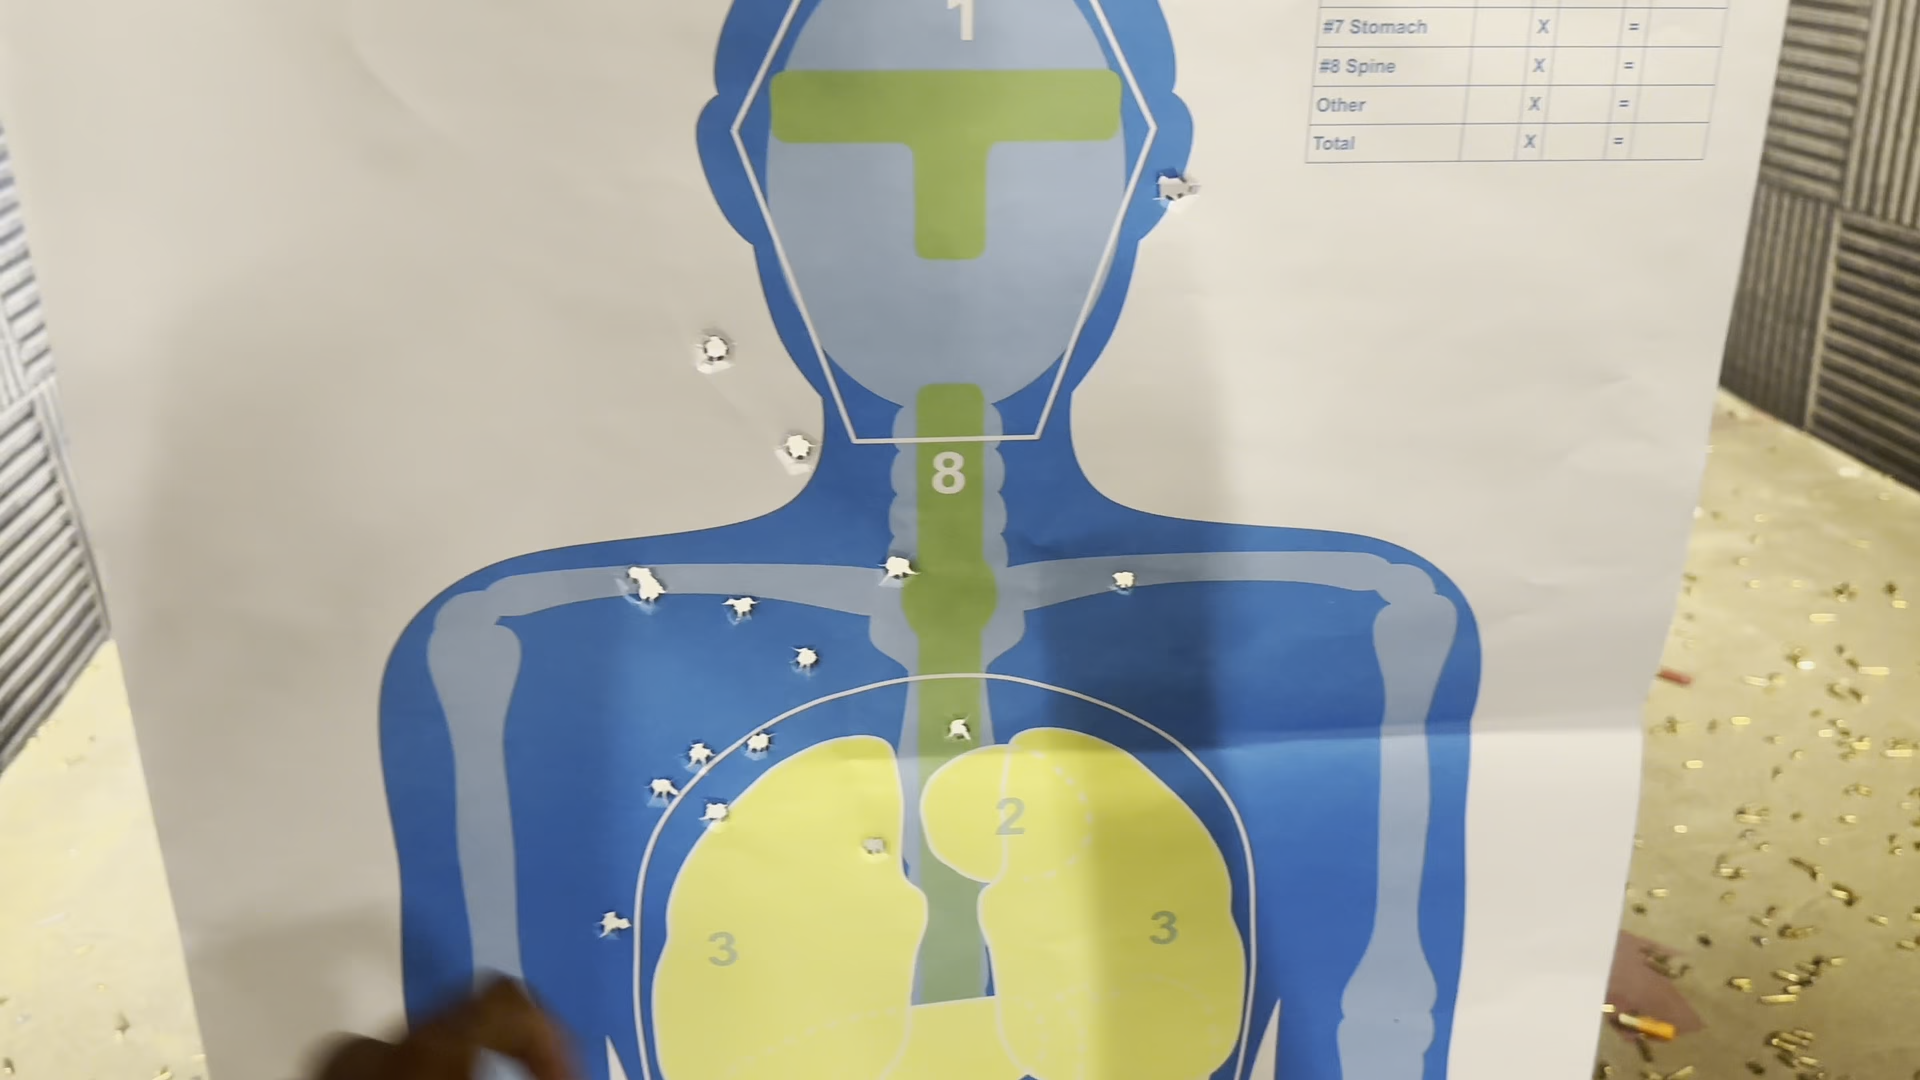 1
#7 Stomach X =
#8 Spine X =
Other X =
Total X =
8
2
3 3